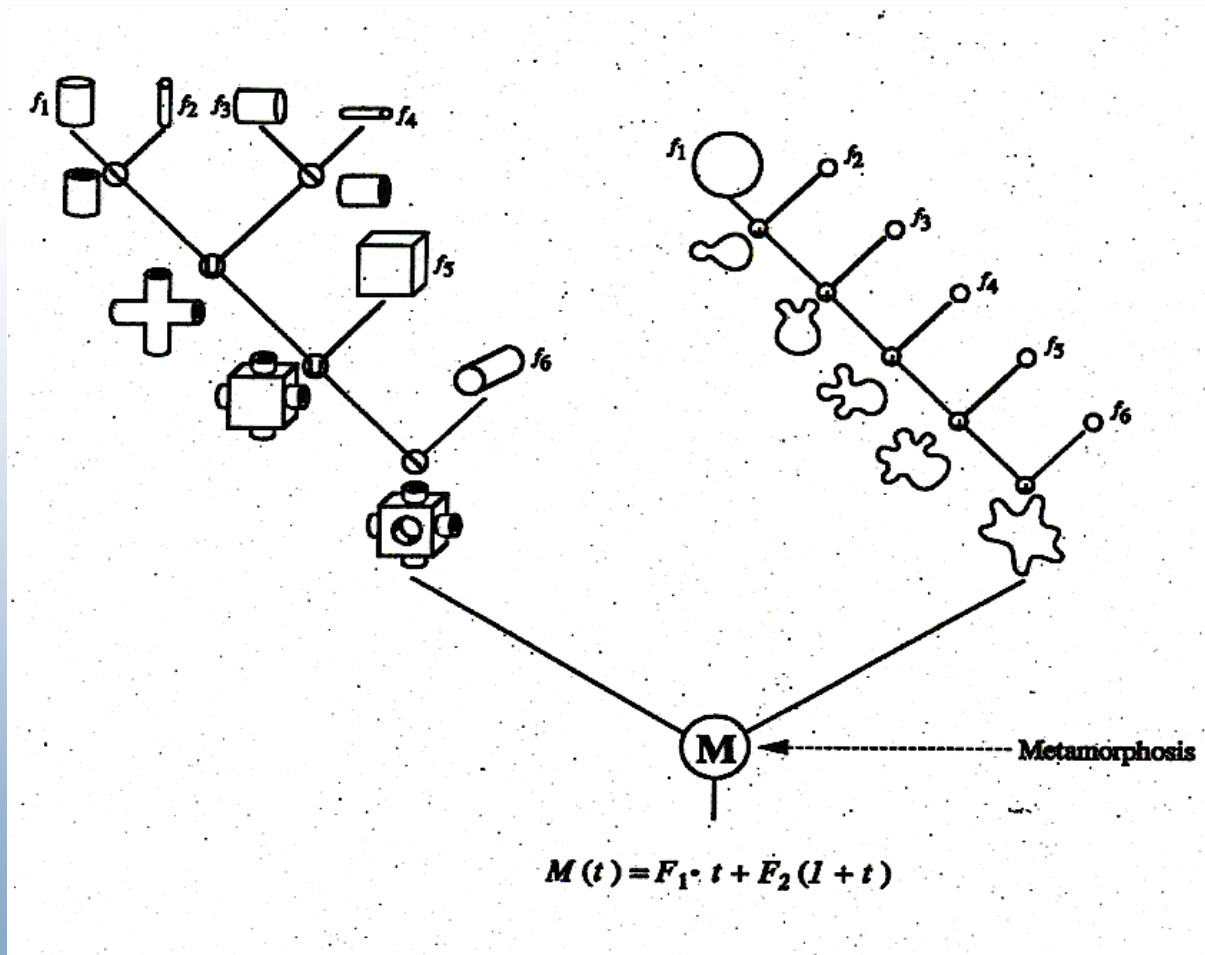 f1 f2 f3 f4
f5
f6
f1 f2
f3
f4
f5
f6
M
Metamorphosis
M (t) = F1 · t + F2 (1 + t)